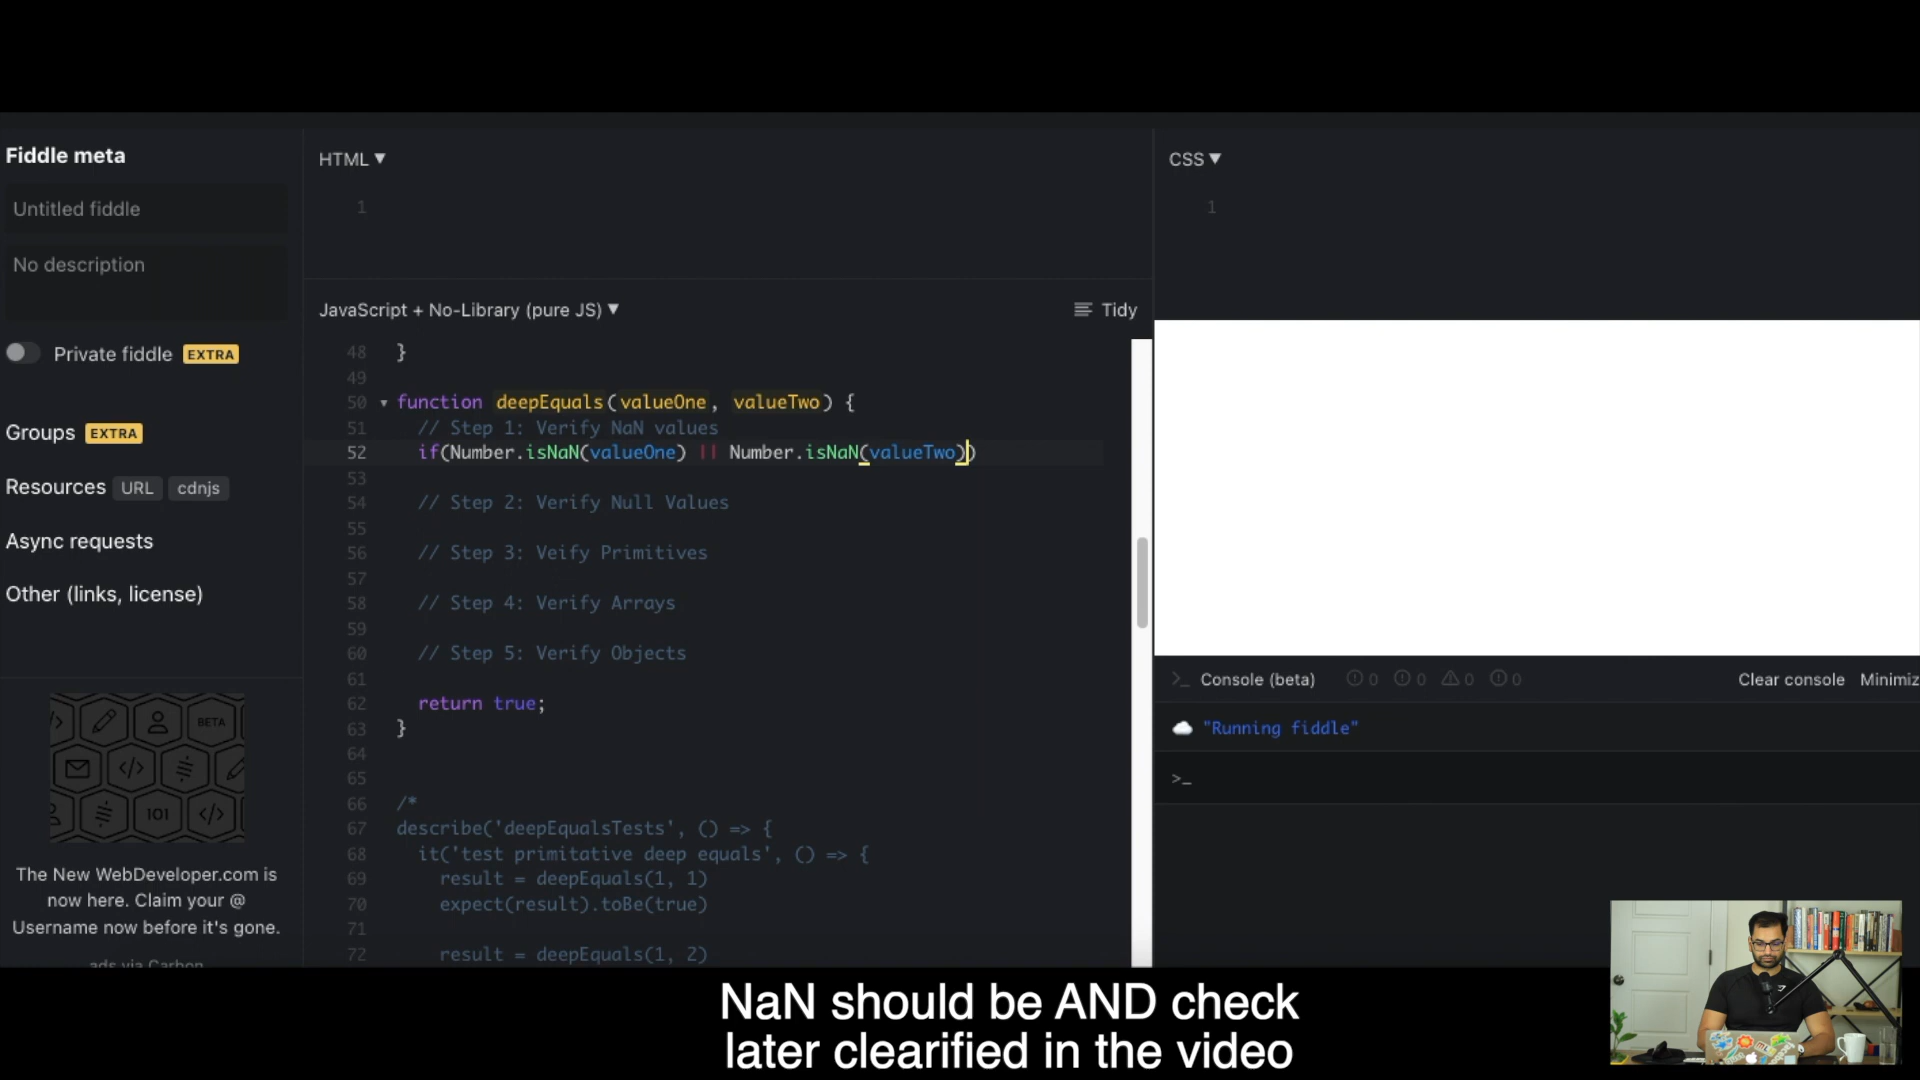 Fiddle meta
Untitled fiddle
No description
Private fiddle EXTRA
Groups EXTRA
Resources URL cdnjs
Async requests
Other (links, license)
BETA
101
The New WebDeveloper.com is
now here. Claim your @
Username now before it's gone.
ads via Carbon
HTML ▼
1
CSS ▼
1
JavaScript + No-Library (pure JS) ▼
Tidy
48 }
49
50 ▾ function deepEquals(valueOne, valueTwo) {
51 // Step 1: Verify NaN values
52 if(Number.isNaN(valueOne) || Number.isNaN(valueTwo))
53
54 // Step 2: Verify Null Values
55
56 // Step 3: Veify Primitives
57
58 // Step 4: Verify Arrays
59
60 // Step 5: Verify Objects
61
62 return true;
63 }
64
65
66 /*
67 describe('deepEqualsTests', () => {
68 it('test primitative deep equals', () => {
69 result = deepEquals(1, 1)
70 expect(result).toBe(true)
71
72 result = deepEquals(1, 2)
>_ Console (beta) 0 0 0 0 Clear console Minimiz
"Running fiddle"
>_
NaN should be AND check
later clearified in the video